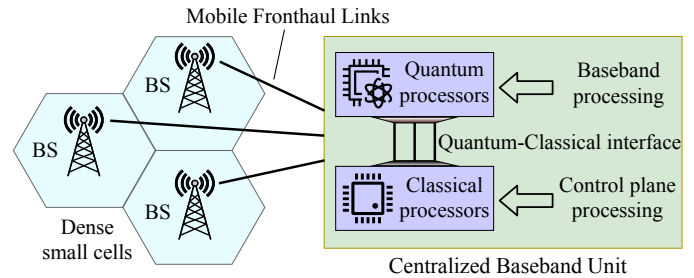 Mobile Fronthaul Links
BS
BS
BS
Dense
small cells
Quantum
processors
Baseband
processing
Quantum-Classical interface
Classical
processors
Control plane
processing
Centralized Baseband Unit